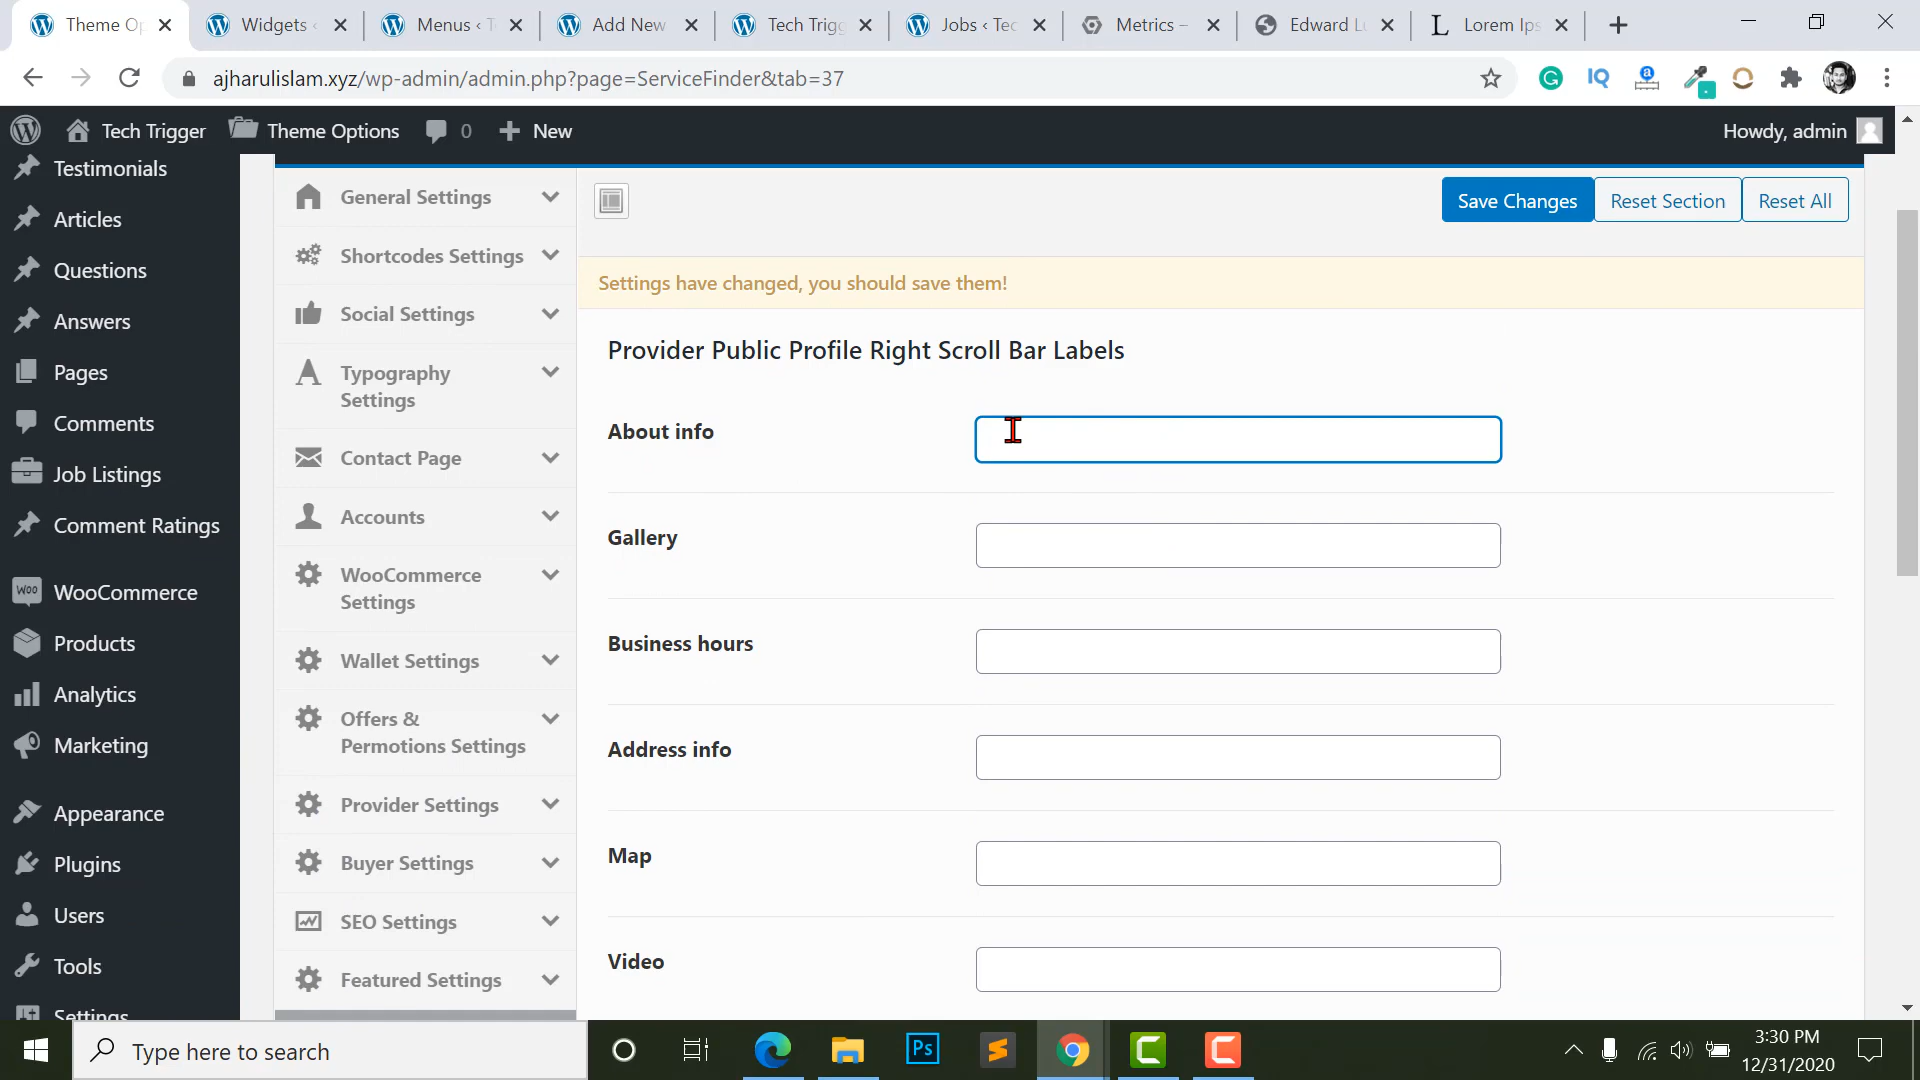 Theme Op
Widgets ‹
Menus ‹ T
Add New
Tech Trigg
Jobs ‹ Tec
Metrics –
Edward Lu
Lorem Ips
ajharulislam.xyz/wp-admin/admin.php?page=ServiceFinder&tab=37
Tech Trigger
Theme Options
0
New
Howdy, admin
Testimonials
Articles
Questions
Answers
Pages
Comments
Job Listings
Comment Ratings
WooCommerce
Products
Analytics
Marketing
Appearance
Plugins
Users
Tools
Settings
General Settings
Shortcodes Settings
Social Settings
Typography
Settings
Contact Page
Accounts
WooCommerce
Settings
Wallet Settings
Offers &
Permotions Settings
Provider Settings
Buyer Settings
SEO Settings
Featured Settings
Save Changes
Reset Section
Reset All
Settings have changed, you should save them!
Provider Public Profile Right Scroll Bar Labels
About info
Gallery
Business hours
Address info
Map
Video
Type here to search
Ps
3:30 PM
12/31/2020